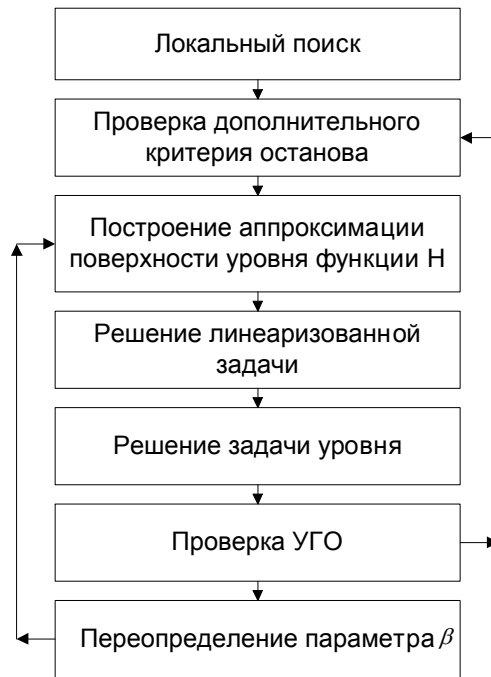 Локальный поиск
Проверка дополнительного
критерия останова
Построение аппроксимации
поверхности уровня функции Н
Решение линеаризованной
задачи
Решение задачи уровня
Проверка УГО
Переопределение параметра β